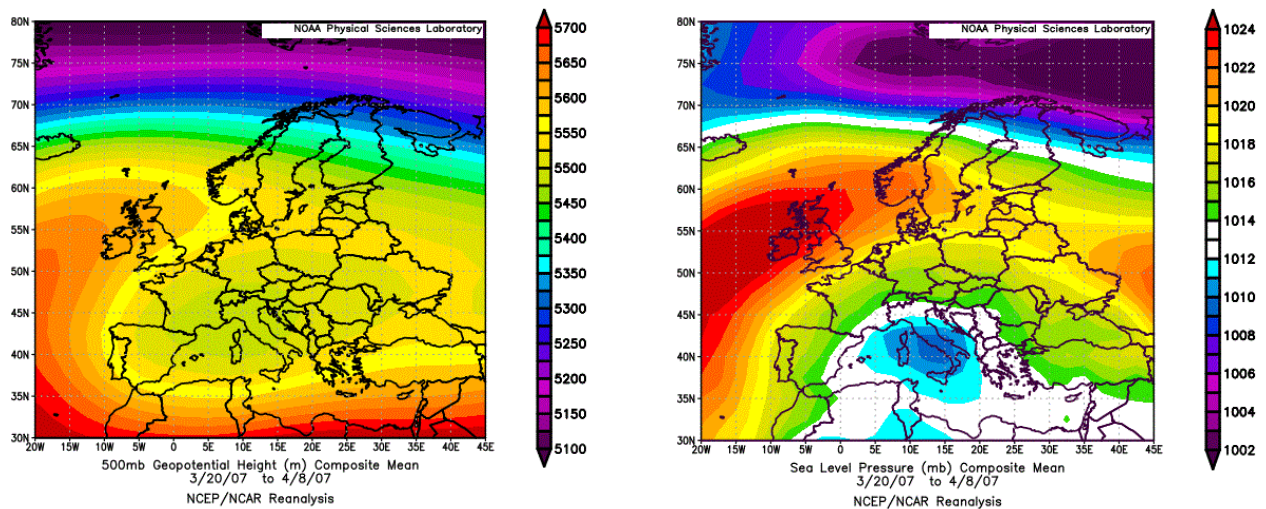 NOAA Physical Sciences Laboratory
80N
75N
70N
65N
60N
55N
50N
45N
40N
35N
30N
20W 15W 10W 5W 0 5E 10E 15E 20E 25E 30E 35E 40E 45E
5700
5650
5600
5550
5500
5450
5400
5350
5300
5250
5200
5150
5100
500mb Geopotential Height (m) Composite Mean
3/20/07 to 4/8/07
NCEP/NCAR Reanalysis
NOAA Physical Sciences Laboratory
80N
75N
70N
65N
60N
55N
50N
45N
40N
35N
30N
20W 15W 10W 5W 0 5E 10E 15E 20E 25E 30E 35E 40E 45E
1024
1022
1020
1018
1016
1014
1012
1010
1008
1006
1004
1002
Sea Level Pressure (mb) Composite Mean
3/20/07 to 4/8/07
NCEP/NCAR Reanalysis